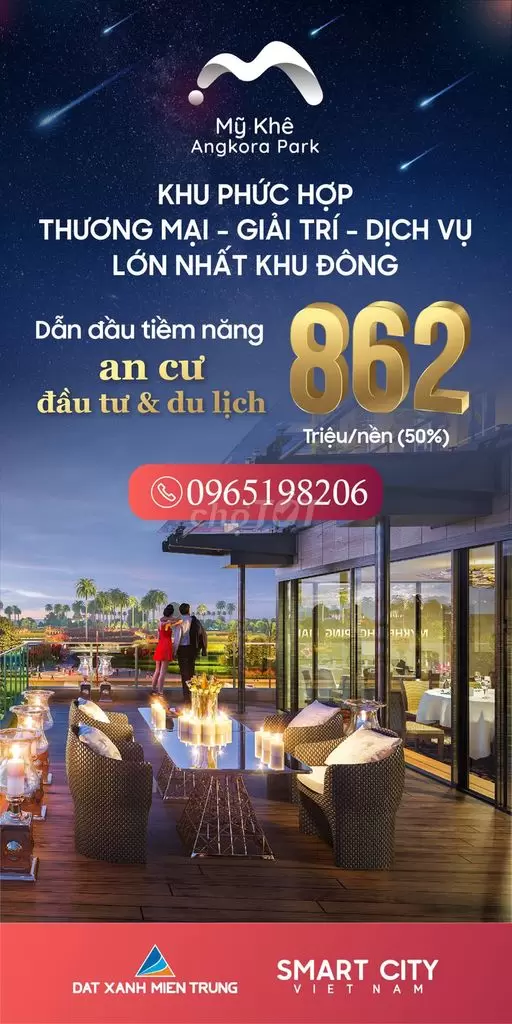 Mỹ Khê
Angkora Park
KHU PHỨC HỢP
THƯƠNG MẠI - GIẢI TRÍ - DỊCH VỤ
LỚN NHẤT KHU ĐÔNG
Dẫn đầu tiềm năng
an cư
đầu tư & du lịch
862
Triệu/nền (50%)
0965198206
chợTỐT
DAT XANH MIEN TRUNG
SMART CITY
VIET NAM